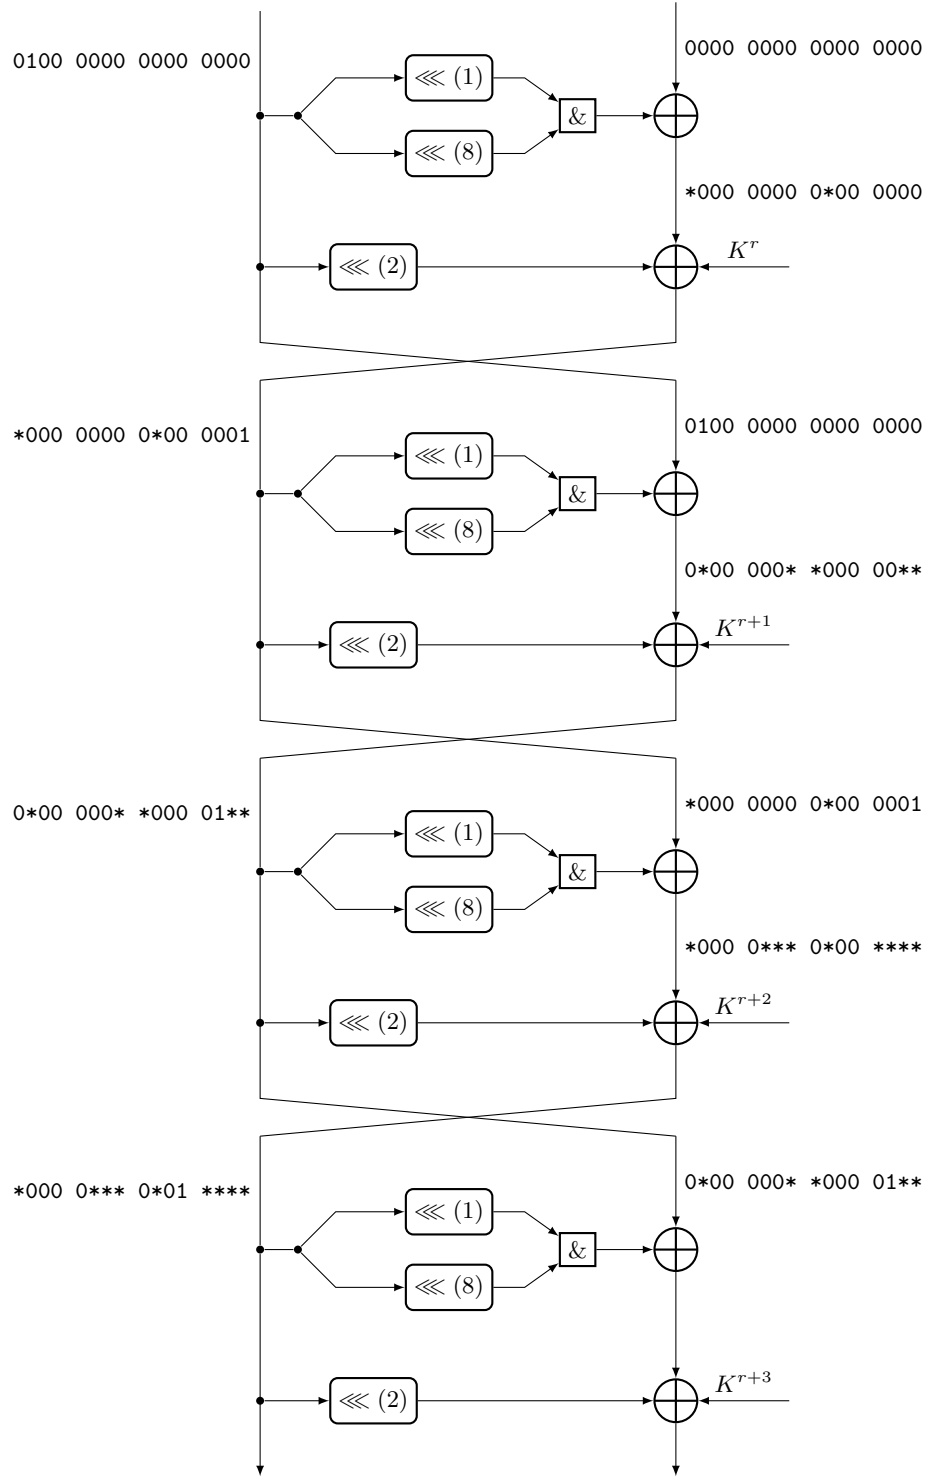 0000 0000 0000 0000
0100 0000 0000 0000
⋘ (1)
&
⋘ (8)
*000 0000 0*00 0000
⋘ (2)
K^r
0100 0000 0000 0000
*000 0000 0*00 0001
⋘ (1)
&
⋘ (8)
0*00 000* *000 00**
⋘ (2)
K^{r+1}
*000 0000 0*00 0001
0*00 000* *000 01**
⋘ (1)
&
⋘ (8)
*000 0*** 0*00 ****
⋘ (2)
K^{r+2}
0*00 000* *000 01**
*000 0*** 0*01 ****
⋘ (1)
&
⋘ (8)
⋘ (2)
K^{r+3}